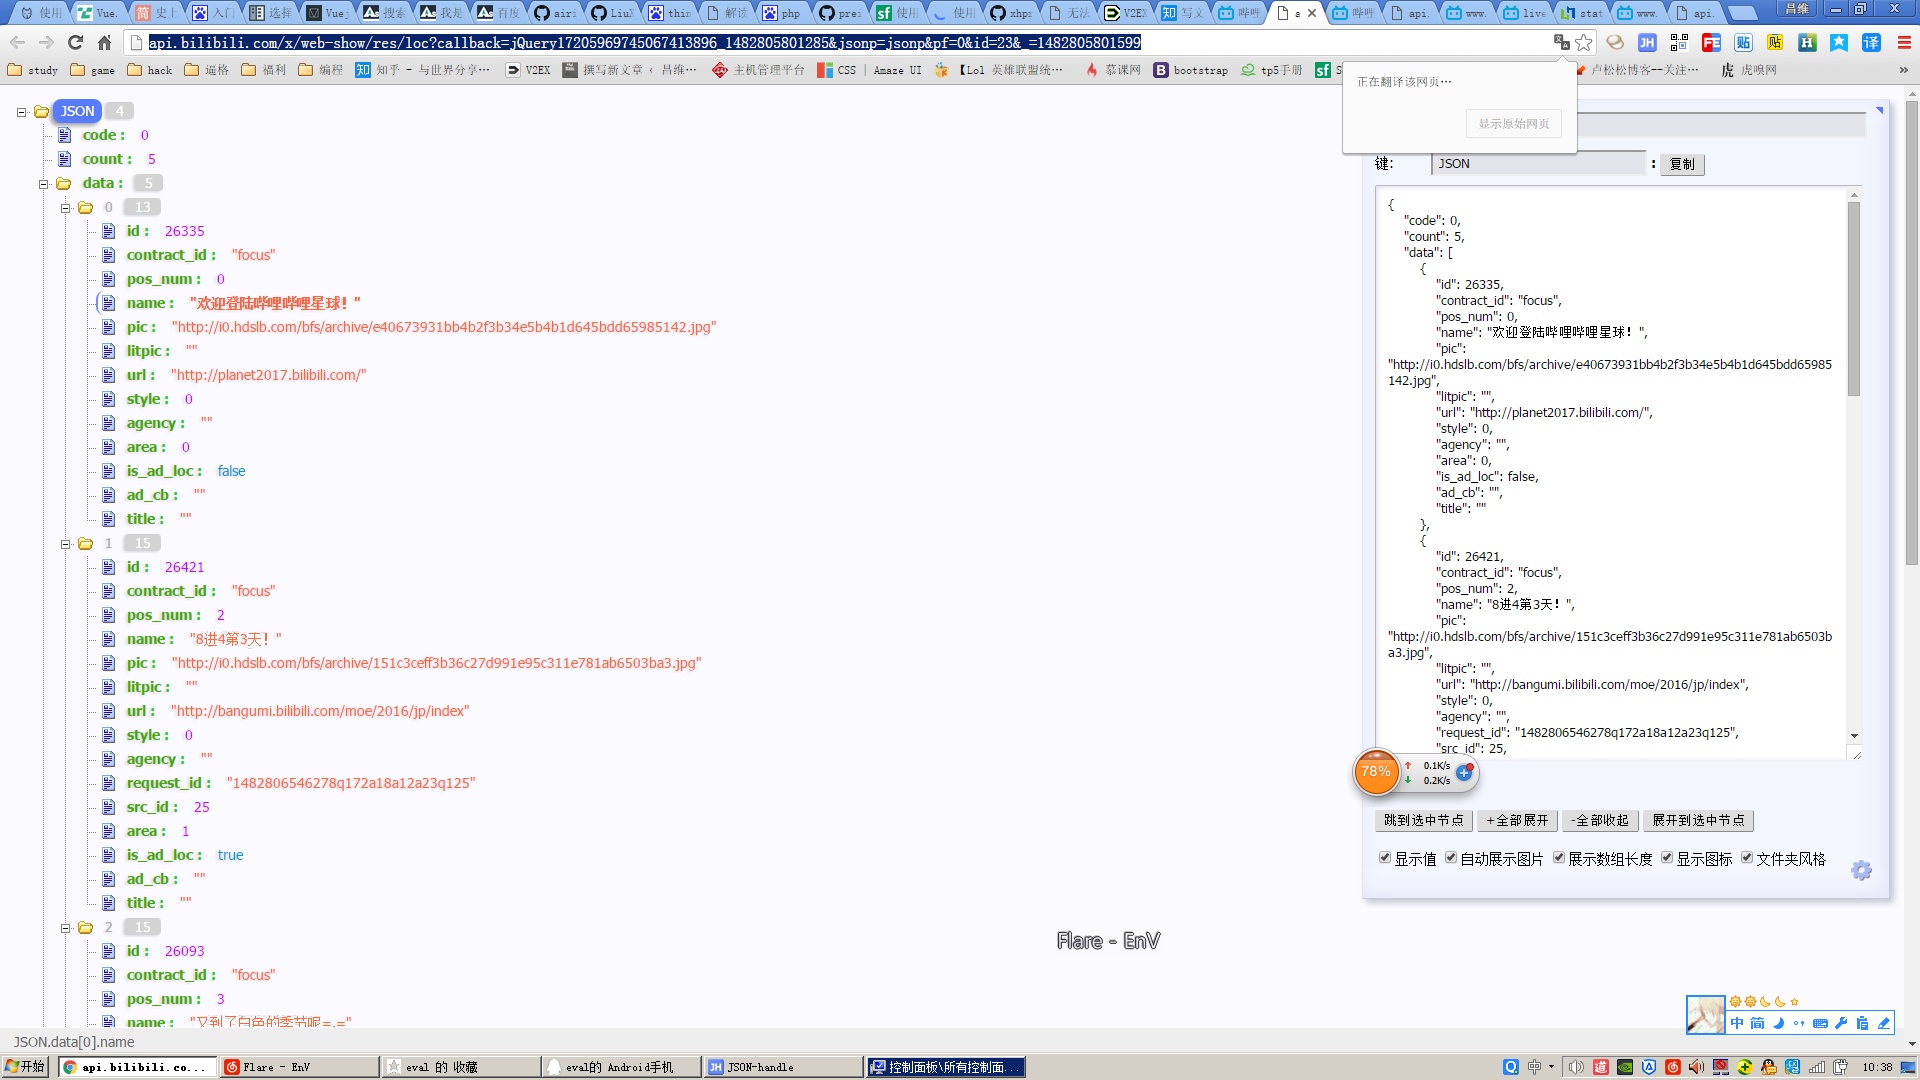 使用 Vue. 简 史上 入门 选择 Vue. 搜索 我是 百度 airi LiuX thin 解读 php prei 使用 使用 xhpr 无法 V2EX 写文 哔哩 a 哔哩 api. www. live stat www. api. 昌维
api.bilibili.com/x/web-show/res/loc?callback=jQuery17205969745067413896_1482805801285&jsonp=jsonp&pf=0&id=23&_=1482805801599
study game hack 逼格 福利 编程 知乎 - 与世界分享… V2EX 撰写新文章 ‹ 昌维… 主机管理平台 CSS | Amaze UI 【Lol 英雄联盟统… 慕课网 bootstrap tp5手册 卢松松博客--关注… 虎嗅网 »
正在翻译该网页…
显示原始网页
JSON 4
code : 0
count : 5
data : 5
0 13
id : 26335
contract_id : "focus"
pos_num : 0
name : "欢迎登陆哔哩哔哩星球！"
pic : "http://i0.hdslb.com/bfs/archive/e40673931bb4b2f3b34e5b4b1d645bdd65985142.jpg"
litpic : ""
url : "http://planet2017.bilibili.com/"
style : 0
agency : ""
area : 0
is_ad_loc : false
ad_cb : ""
title : ""
1 15
id : 26421
contract_id : "focus"
pos_num : 2
name : "8进4第3天！"
pic : "http://i0.hdslb.com/bfs/archive/151c3ceff3b36c27d991e95c311e781ab6503ba3.jpg"
litpic : ""
url : "http://bangumi.bilibili.com/moe/2016/jp/index"
style : 0
agency : ""
request_id : "1482806546278q172a18a12a23q125"
src_id : 25
area : 1
is_ad_loc : true
ad_cb : ""
title : ""
2 15
id : 26093
contract_id : "focus"
pos_num : 3
name : "又到了白色的季节呢=.="
JSON.data[0].name
键: JSON : 复制
{
"code": 0,
"count": 5,
"data": [
{
"id": 26335,
"contract_id": "focus",
"pos_num": 0,
"name": "欢迎登陆哔哩哔哩星球！",
"pic":
"http://i0.hdslb.com/bfs/archive/e40673931bb4b2f3b34e5b4b1d645bdd65985
142.jpg",
"litpic": "",
"url": "http://planet2017.bilibili.com/",
"style": 0,
"agency": "",
"area": 0,
"is_ad_loc": false,
"ad_cb": "",
"title": ""
},
{
"id": 26421,
"contract_id": "focus",
"pos_num": 2,
"name": "8进4第3天！",
"pic":
"http://i0.hdslb.com/bfs/archive/151c3ceff3b36c27d991e95c311e781ab6503b
a3.jpg",
"litpic": "",
"url": "http://bangumi.bilibili.com/moe/2016/jp/index",
"style": 0,
"agency": "",
"request_id": "1482806546278q172a18a12a23q125",
"src_id": 25,
78% 0.1K/s
0.2K/s
跳到选中节点 +全部展开 -全部收起 展开到选中节点
显示值 自动展示图片 展示数组长度 显示图标 文件夹风格
Flare - EnV
中 简
开始 api.bilibili.co... Flare - EnV eval 的 收藏 eval的 Android手机 JSON-handle 控制面板\所有控制面... 中 10:38